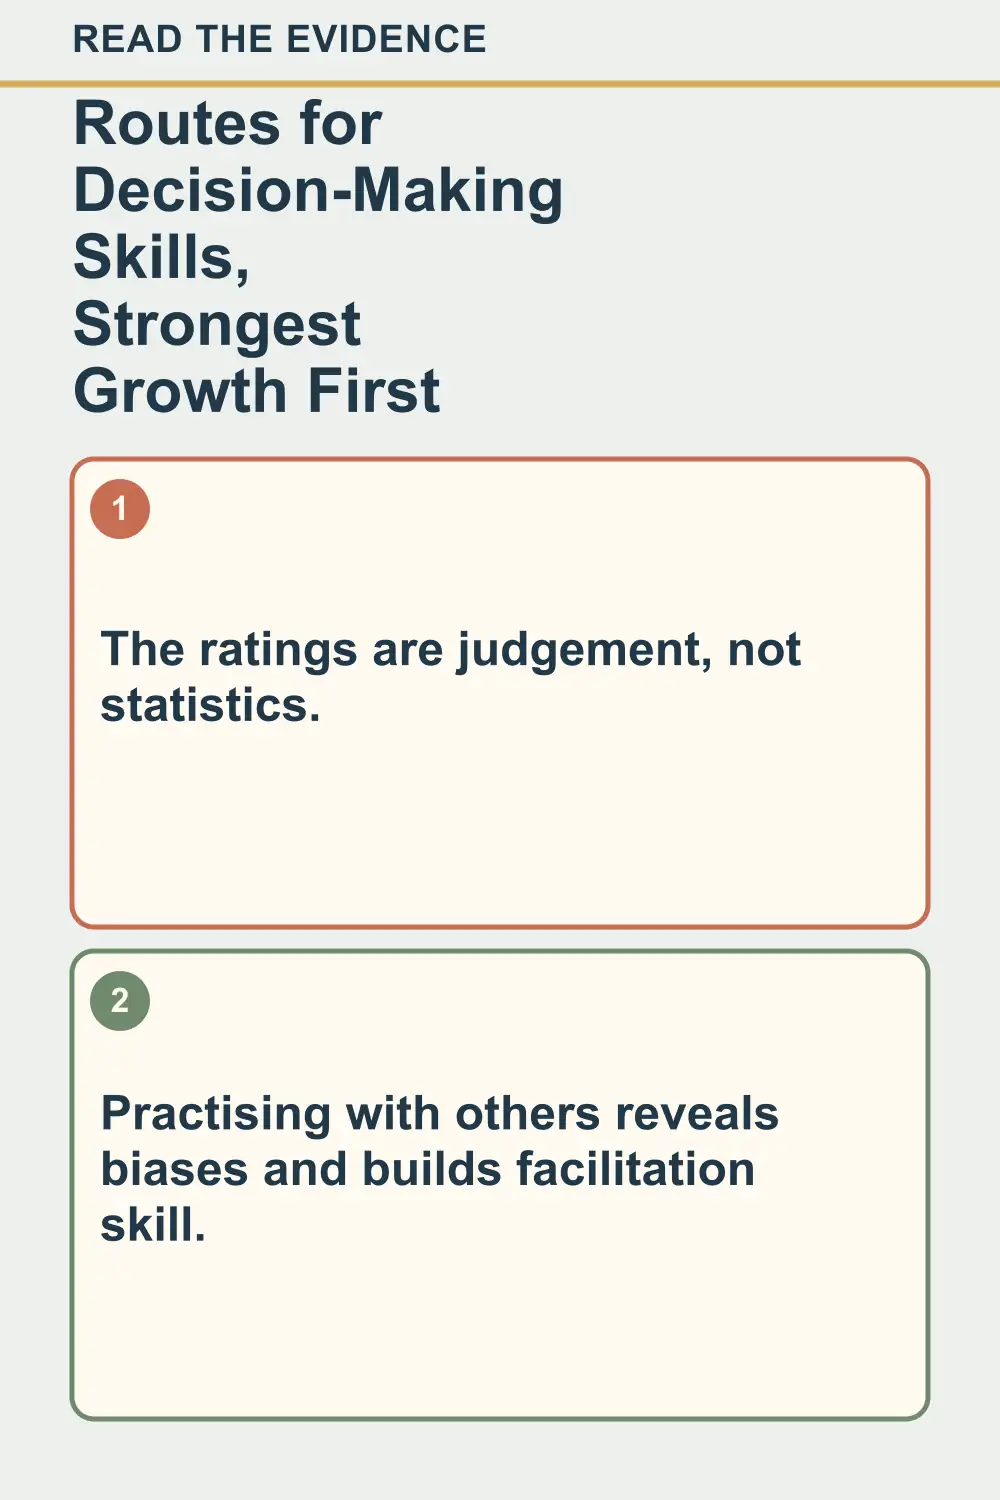 READ THE EVIDENCE
Routes for
Decision-Making
Skills,
Strongest
Growth First
1
The ratings are judgement, not
statistics.
2
Practising with others reveals
biases and builds facilitation
skill.